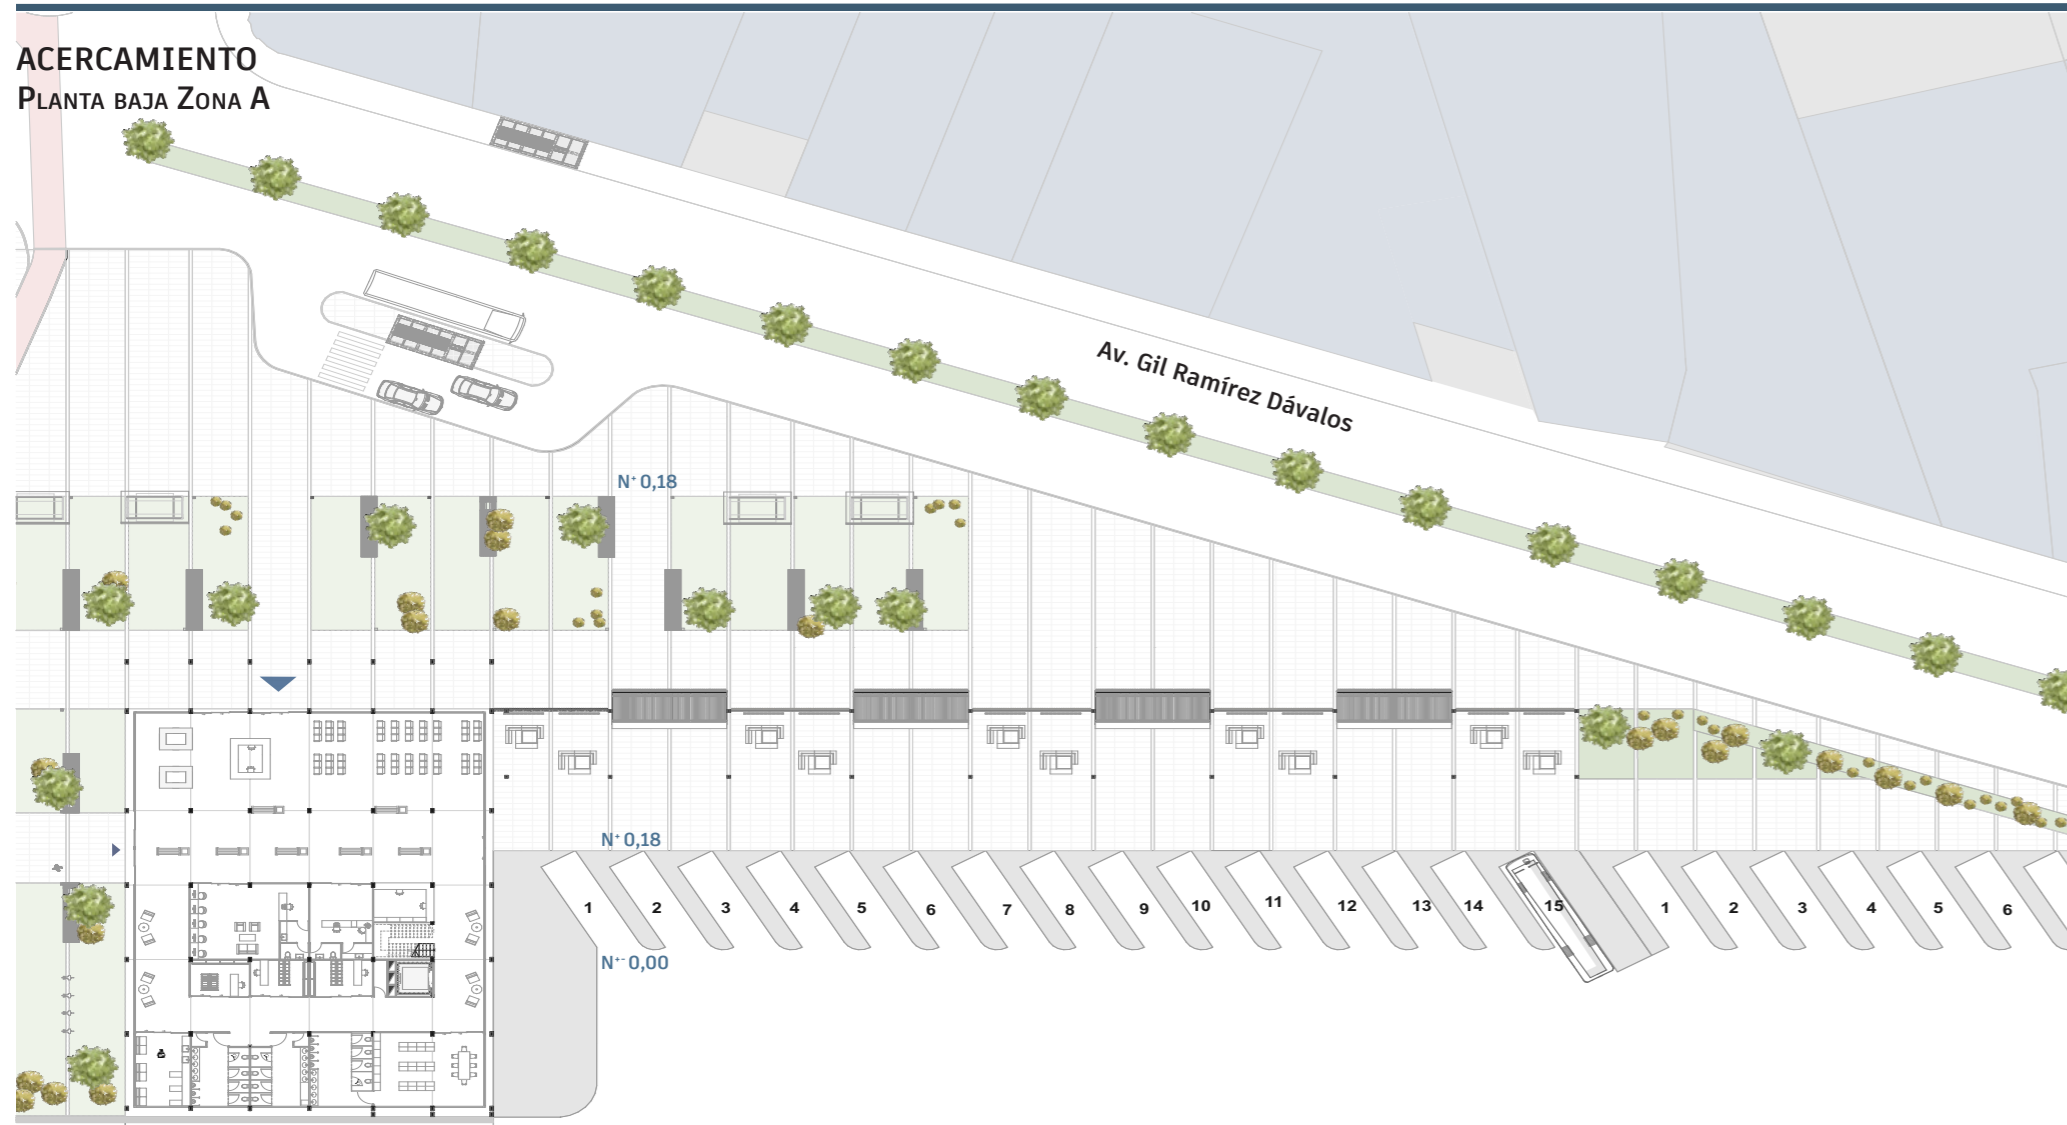 ACERCAMIENTO
PLANTA BAJA ZONA A
Av. Gil Ramírez Dávalos
N+ 0,18
N+ 0,18
1 2 3 4 5 6 7 8 9 10 11 12 13 14 15 1 2 3 4 5 6
N+- 0,00